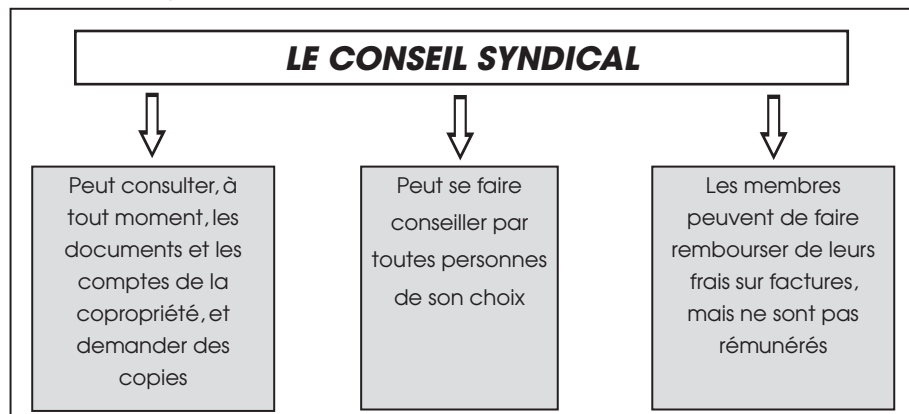 LE CONSEIL SYNDICAL
Peut consulter, à
tout moment, les
documents et les
comptes de la
copropriété, et
demander des
copies
Peut se faire
conseiller par
toutes personnes
de son choix
Les membres
peuvent de faire
rembourser de leurs
frais sur factures,
mais ne sont pas
rémunérés